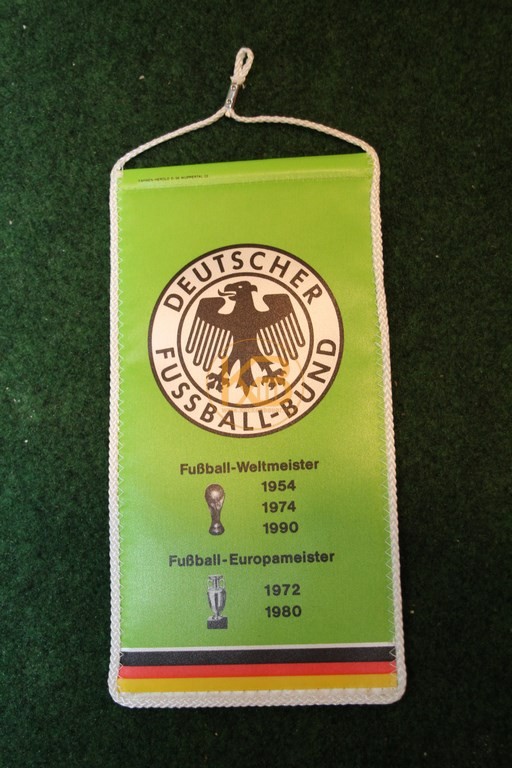 DEUTSCHER
FUSSBALL-BUND
Fußball-Weltmeister
1954
1974
1990
Fußball-Europameister
1972
1980